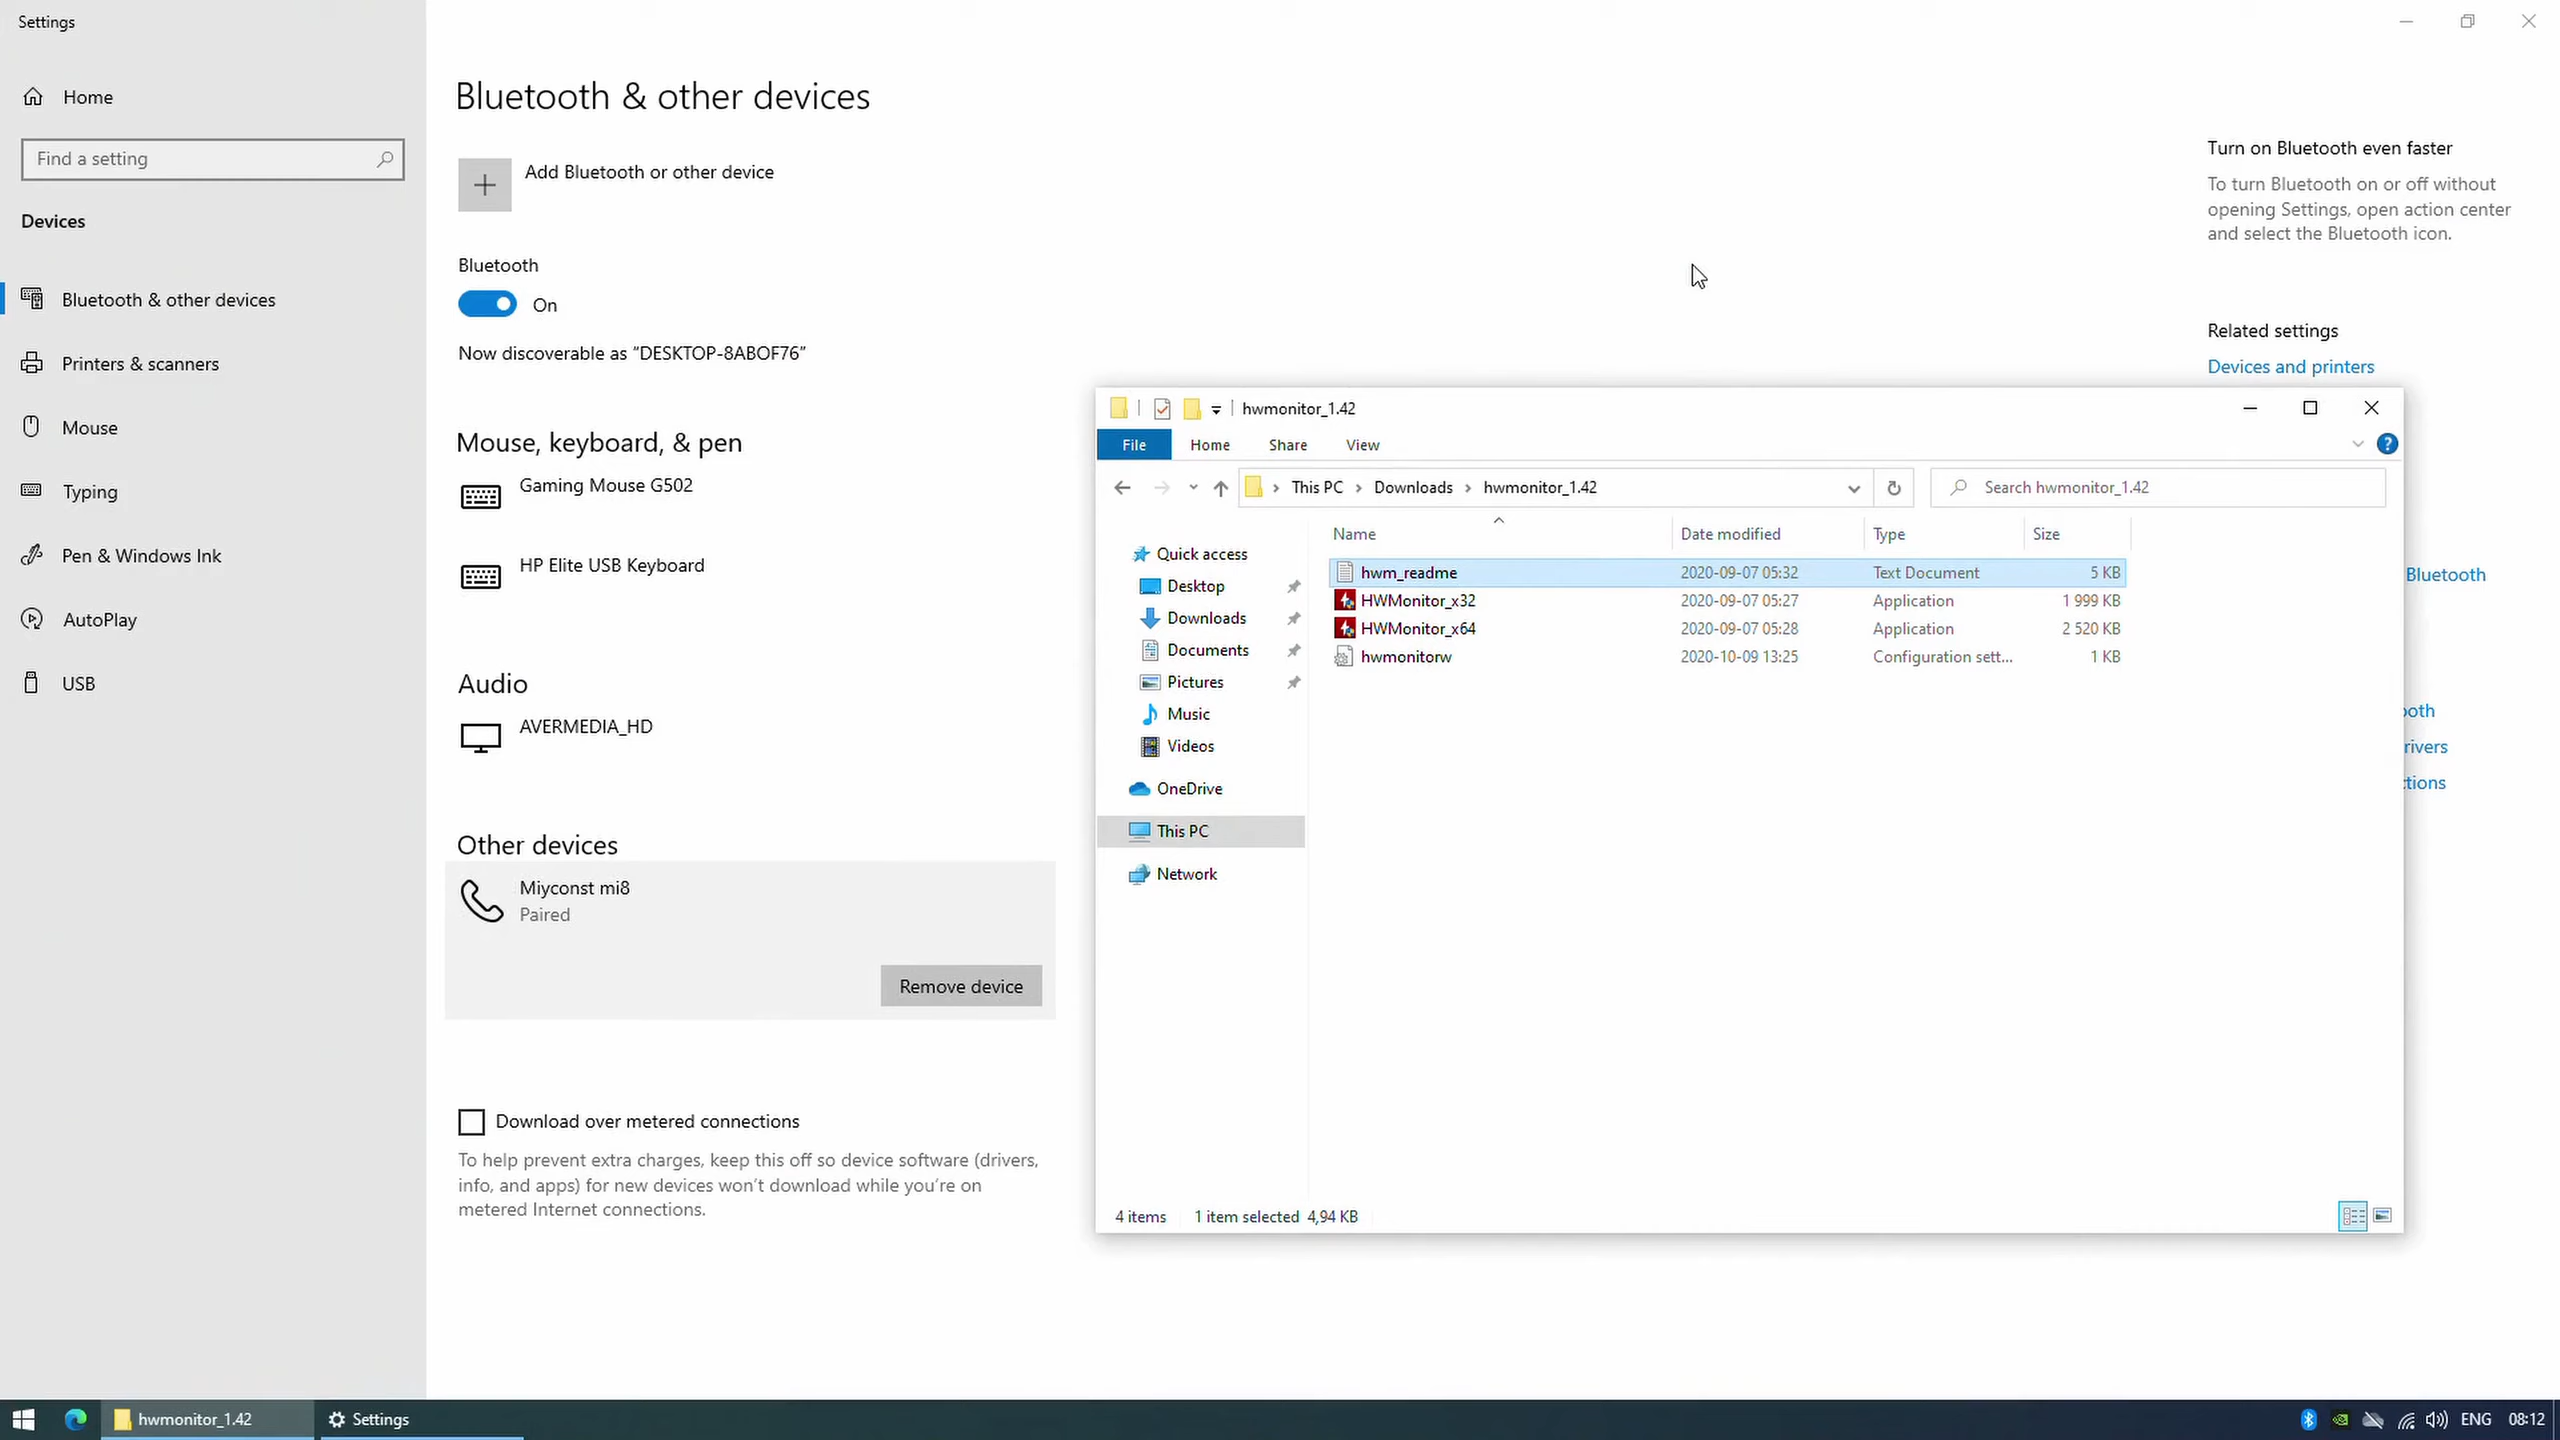 Settings
Home
Find a setting
Devices
Bluetooth & other devices
Printers & scanners
Mouse
Typing
Pen & Windows Ink
AutoPlay
USB
Bluetooth & other devices
Add Bluetooth or other device
Bluetooth
On
Now discoverable as “DESKTOP-8ABOF76”
Mouse, keyboard, & pen
Gaming Mouse G502
HP Elite USB Keyboard
Audio
AVERMEDIA_HD
Other devices
Miyconst mi8
Paired
Remove device
Download over metered connections
To help prevent extra charges, keep this off so device software (drivers,
info, and apps) for new devices won’t download while you’re on
metered Internet connections.
Turn on Bluetooth even faster
To turn Bluetooth on or off without
opening Settings, open action center
and select the Bluetooth icon.
Related settings
Devices and printers
Bluetooth
ooth
rivers
tions
hwmonitor_1.42
File Home Share View
This PC Downloads hwmonitor_1.42
Search hwmonitor_1.42
Quick access
Desktop
Downloads
Documents
Pictures
Music
Videos
OneDrive
This PC
Network
Name Date modified Type Size
hwm_readme 2020-09-07 05:32 Text Document 5 KB
HWMonitor_x32 2020-09-07 05:27 Application 1 999 KB
HWMonitor_x64 2020-09-07 05:28 Application 2 520 KB
hwmonitorw 2020-10-09 13:25 Configuration sett... 1 KB
4 items 1 item selected 4,94 KB
hwmonitor_1.42
Settings
ENG
08:12